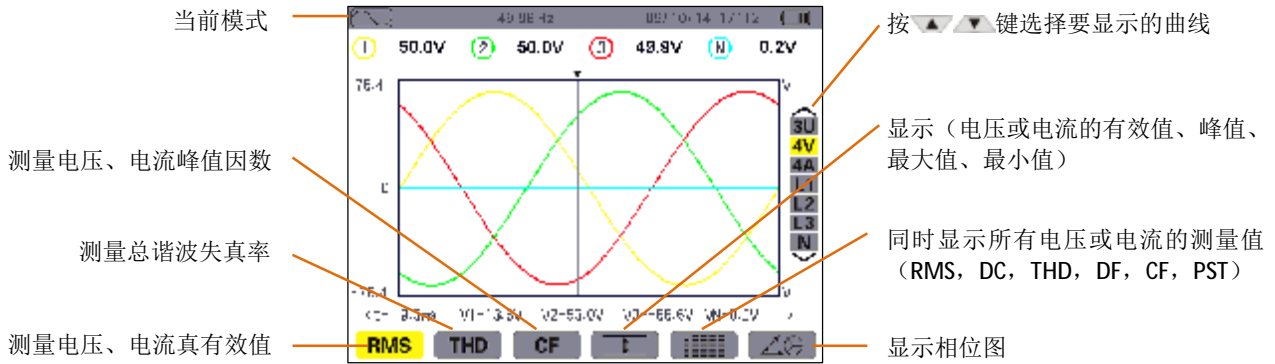 当前模式
按 ▲ / ▼ 键选择要显示的曲线
1 50.0V 2 50.0V 3 49.9V N 0.2V
显示（电压或电流的有效值、峰值、
最大值、最小值）
测量电压、电流峰值因数
3U
4V
4A
L1
L2
L3
N
同时显示所有电压或电流的测量值
（RMS，DC，THD，DF，CF，PST）
测量总谐波失真率
测量电压、电流真有效值
RMS THD CF
显示相位图